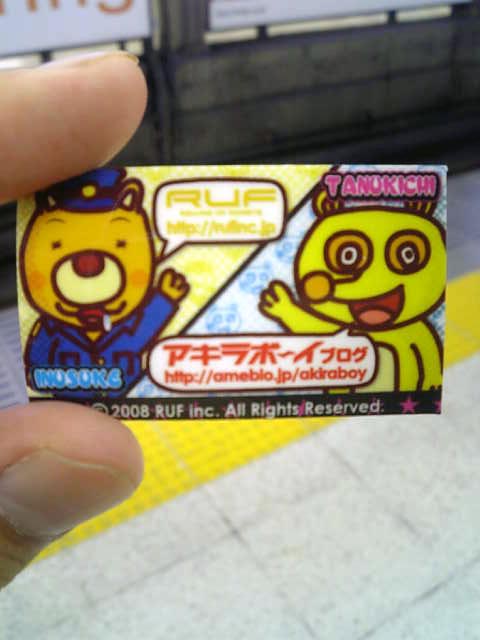 TANUKICHI
RUF
http://rufinc.jp
アキラボーイブログ
http://ameblo.jp/akiraboy
INUSUKE
© 2008 RUF inc. All Rights Reserved.